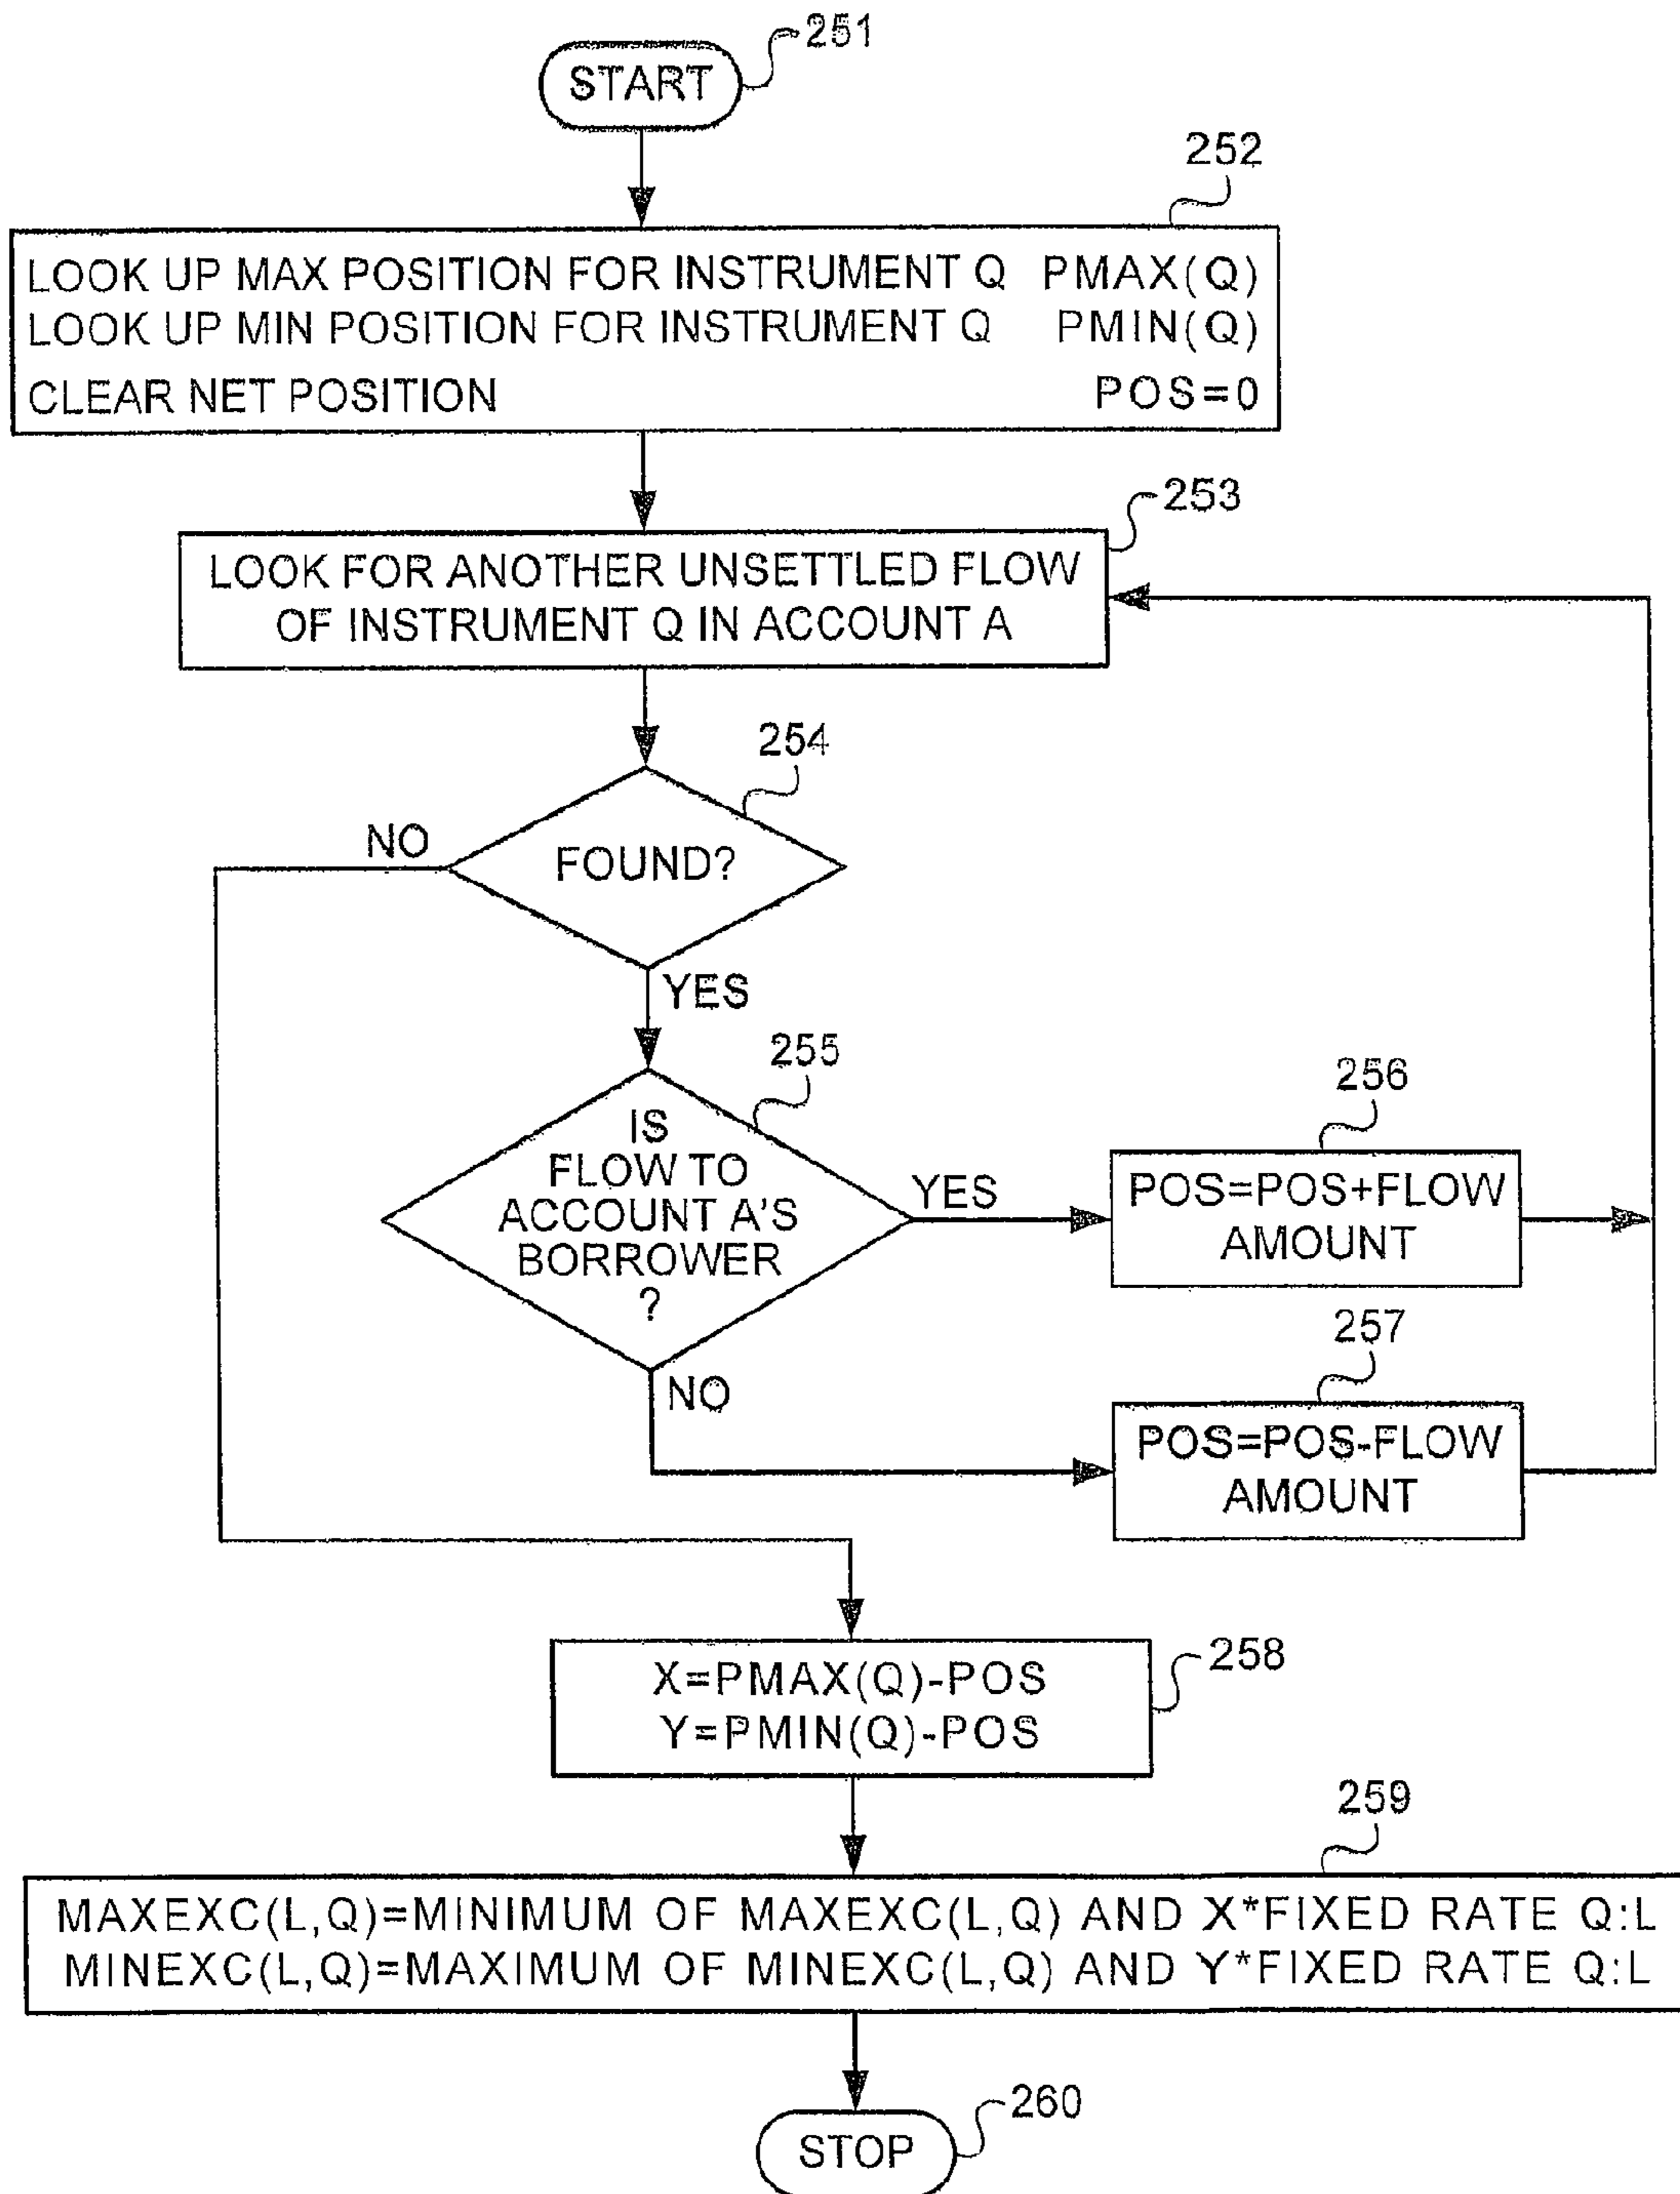 251
START
252
LOOK UP MAX POSITION FOR INSTRUMENT Q PMAX(Q)
LOOK UP MIN POSITION FOR INSTRUMENT Q PMIN(Q)
CLEAR NET POSITION POS=0
253
LOOK FOR ANOTHER UNSETTLED FLOW
OF INSTRUMENT Q IN ACCOUNT A
254
NO
FOUND?
YES
255
IS
FLOW TO
ACCOUNT A'S
BORROWER
?
YES
256
POS=POS+FLOW
AMOUNT
NO
257
POS=POS-FLOW
AMOUNT
258
X=PMAX(Q)-POS
Y=PMIN(Q)-POS
259
MAXEXC(L,Q)=MINIMUM OF MAXEXC(L,Q) AND X*FIXED RATE Q:L
MINEXC(L,Q)=MAXIMUM OF MINEXC(L,Q) AND Y*FIXED RATE Q:L
260
STOP